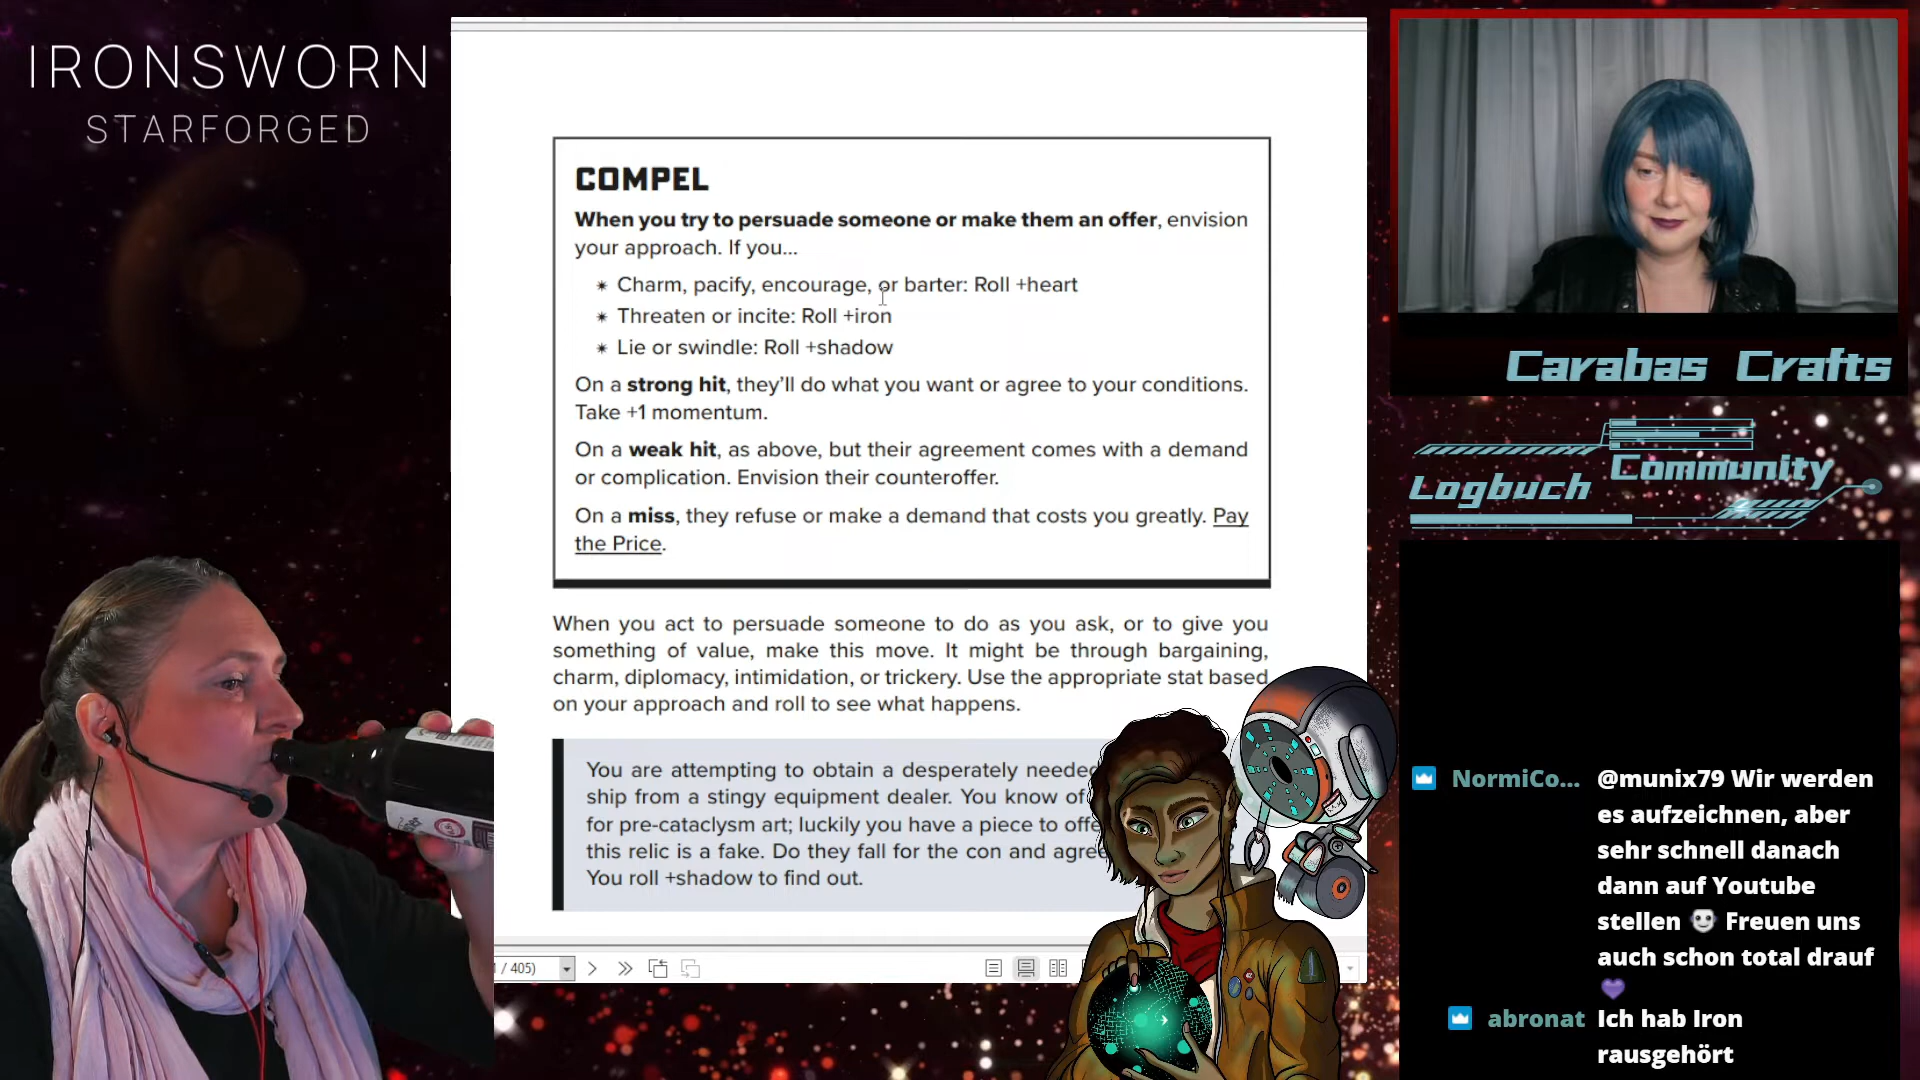 IRONSWORN
STARFORGED
COMPEL
When you try to persuade someone or make them an offer, envision
your approach. If you...
✴ Charm, pacify, encourage, or barter: Roll +heart
✴ Threaten or incite: Roll +iron
✴ Lie or swindle: Roll +shadow
On a strong hit, they'll do what you want or agree to your conditions.
Take +1 momentum.
On a weak hit, as above, but their agreement comes with a demand
or complication. Envision their counteroffer.
On a miss, they refuse or make a demand that costs you greatly. Pay
the Price.
When you act to persuade someone to do as you ask, or to give you
something of value, make this move. It might be through bargaining,
charm, diplomacy, intimidation, or trickery. Use the appropriate stat based
on your approach and roll to see what happens.
You are attempting to obtain a desperately neede
ship from a stingy equipment dealer. You know of
for pre-cataclysm art; luckily you have a piece to offe
this relic is a fake. Do they fall for the con and agre
You roll +shadow to find out.
/ 405)
Carabas Crafts
Logbuch Community
NormiCo... @munix79 Wir werden
es aufzeichnen, aber
sehr schnell danach
dann auf Youtube
stellen Freuen uns
auch schon total drauf
💜
abronat Ich hab Iron
rausgehört